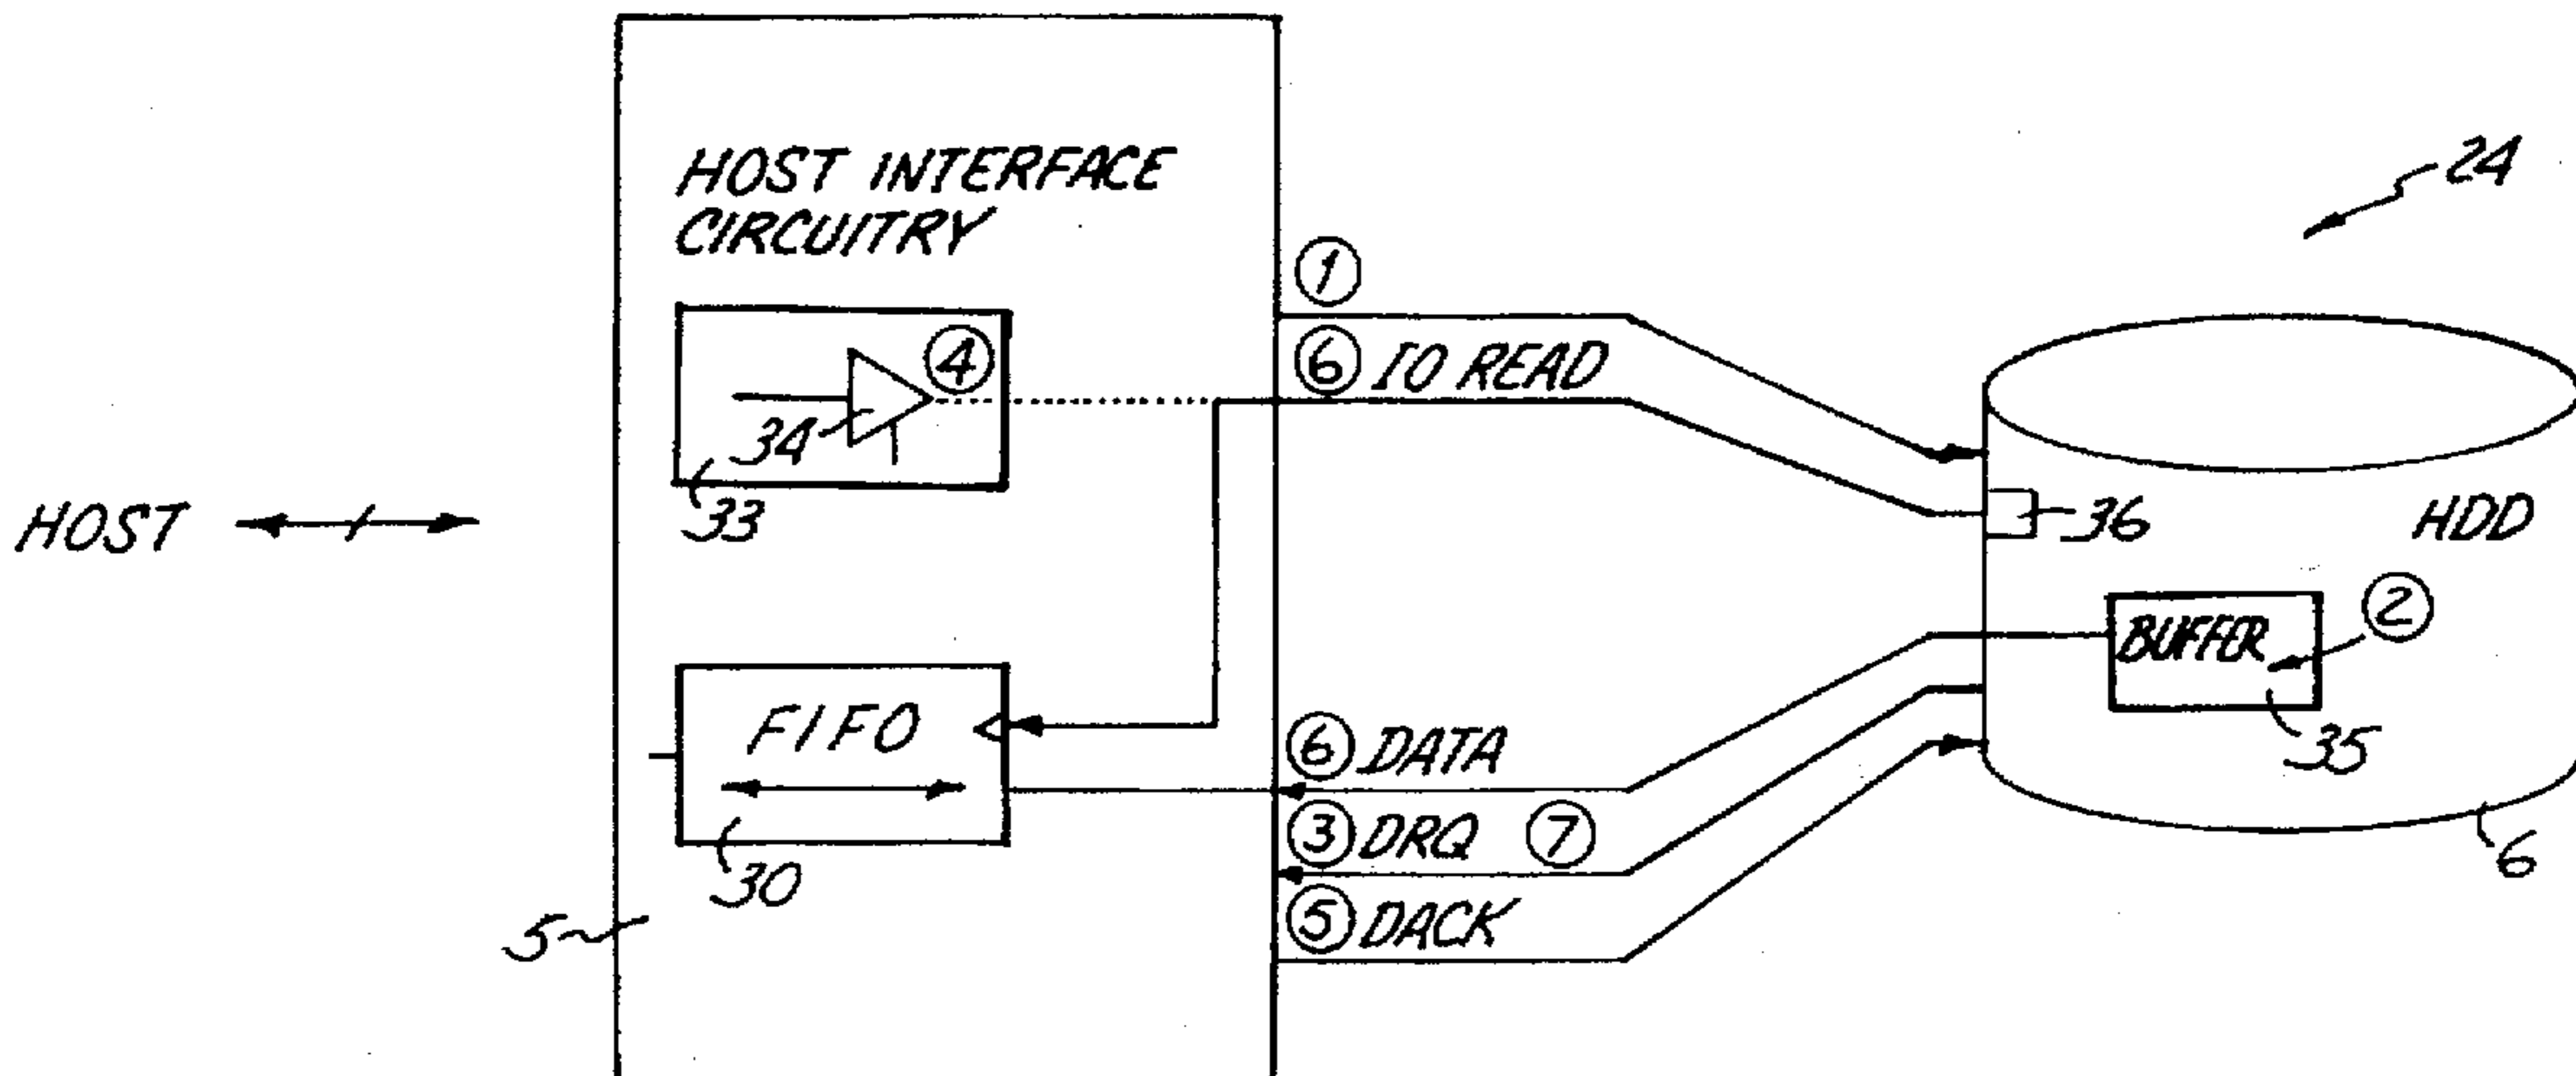 HOST INTERFACE
CIRCUITRY
24
①
⑥ IO READ
④
34
33
HOST
36
HDD
BUFFER
②
35
FIFO
30
⑥ DATA
③ DRQ ⑦
⑤ DACK
5
6